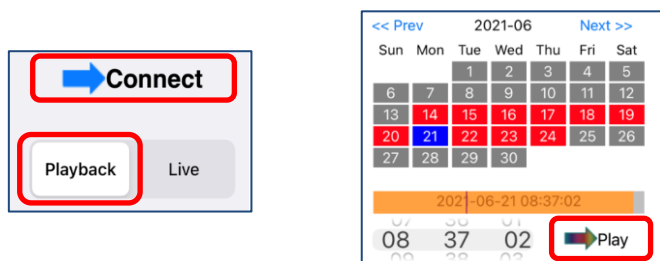 Connect
Playback Live
<< Prev 2021-06 Next >>
Sun Mon Tue Wed Thu Fri Sat
1 2 3 4 5
6 7 8 9 10 11 12
13 14 15 16 17 18 19
20 21 22 23 24 25 26
27 28 29 30
2021-06-21 08:37:02
08 37 02
Play